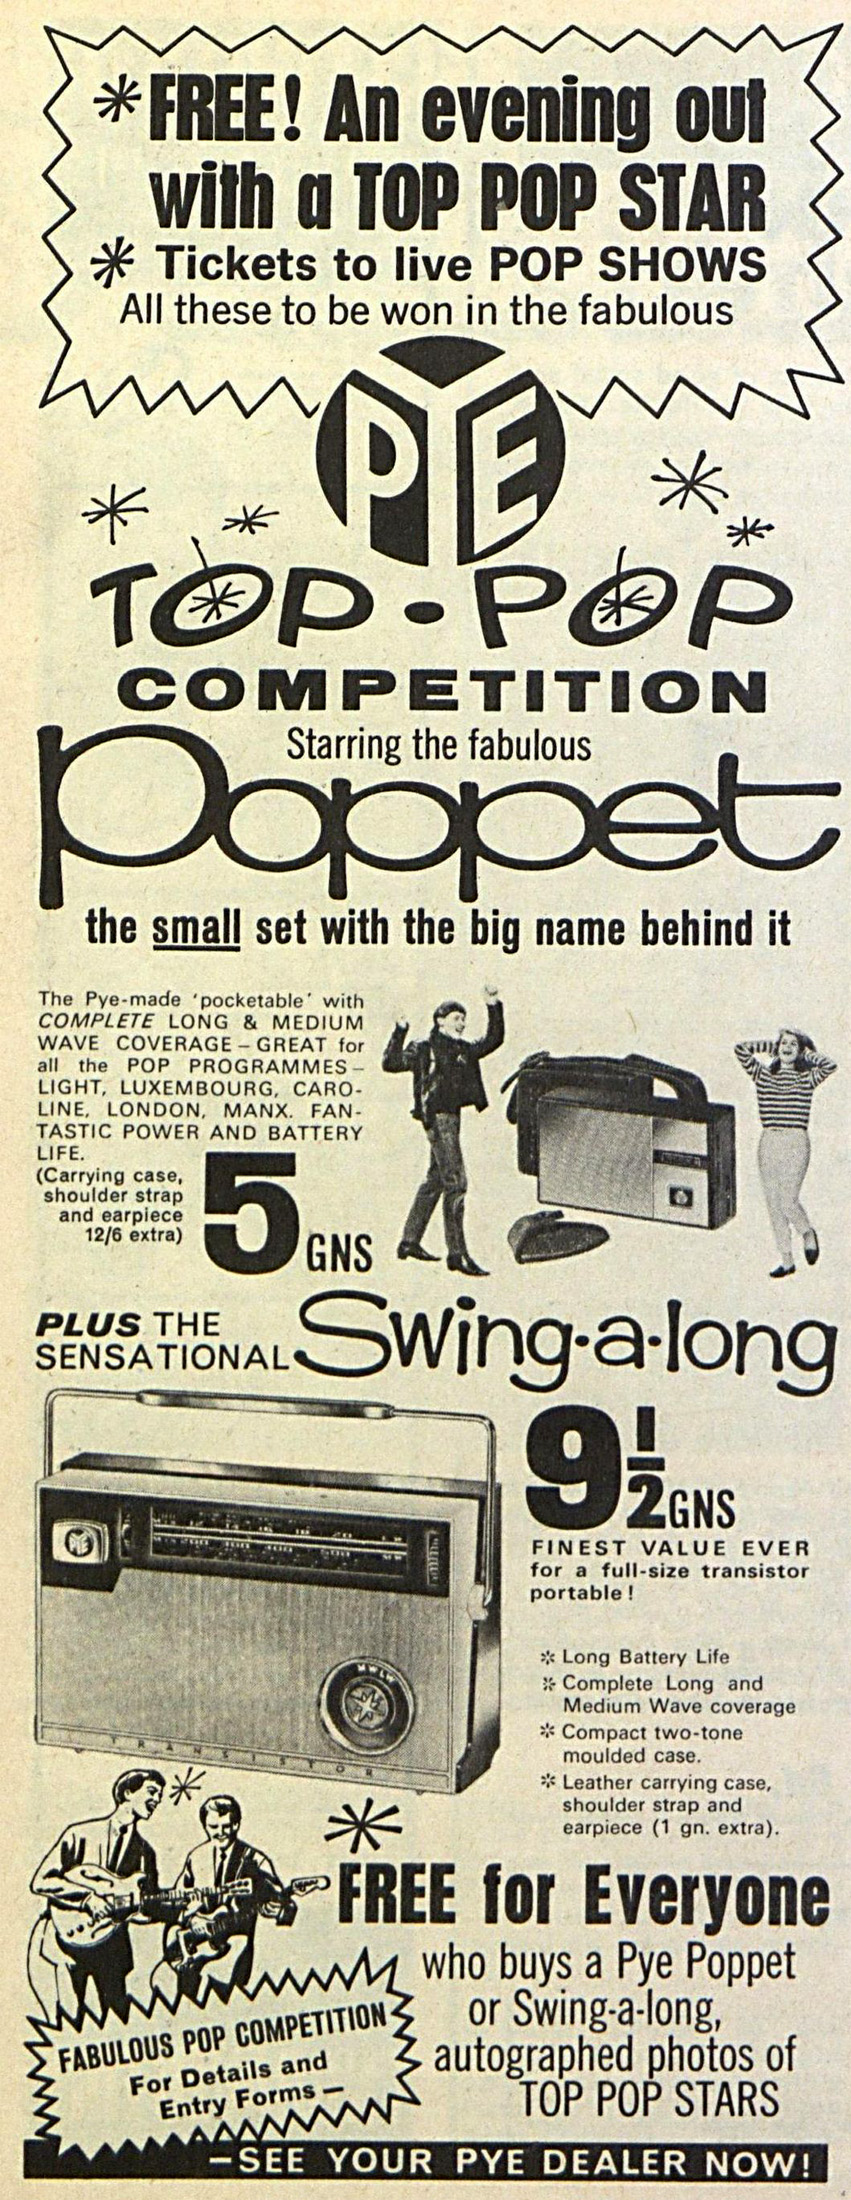 *FREE! An evening out
with a TOP POP STAR
* Tickets to live POP SHOWS
All these to be won in the fabulous
PYE
TOP·POP
COMPETITION
Starring the fabulous
Poppet
the small set with the big name behind it
The Pye-made 'pocketable' with
COMPLETE LONG & MEDIUM
WAVE COVERAGE – GREAT for
all the POP PROGRAMMES –
LIGHT, LUXEMBOURG, CARO-
LINE, LONDON, MANX. FAN-
TASTIC POWER AND BATTERY
LIFE.
(Carrying case,
shoulder strap
and earpiece
12/6 extra)
5 GNS
PLUS THE
SENSATIONAL
Swing·a·long
9½ GNS
FINEST VALUE EVER
for a full-size transistor
portable!
PYE
TRANSISTOR
* Long Battery Life
* Complete Long and
Medium Wave coverage
* Compact two-tone
moulded case.
* Leather carrying case,
shoulder strap and
earpiece (1 gn. extra).
* FREE for Everyone
who buys a Pye Poppet
or Swing-a-long,
autographed photos of
TOP POP STARS
FABULOUS POP COMPETITION
For Details and
Entry Forms –
–SEE YOUR PYE DEALER NOW!